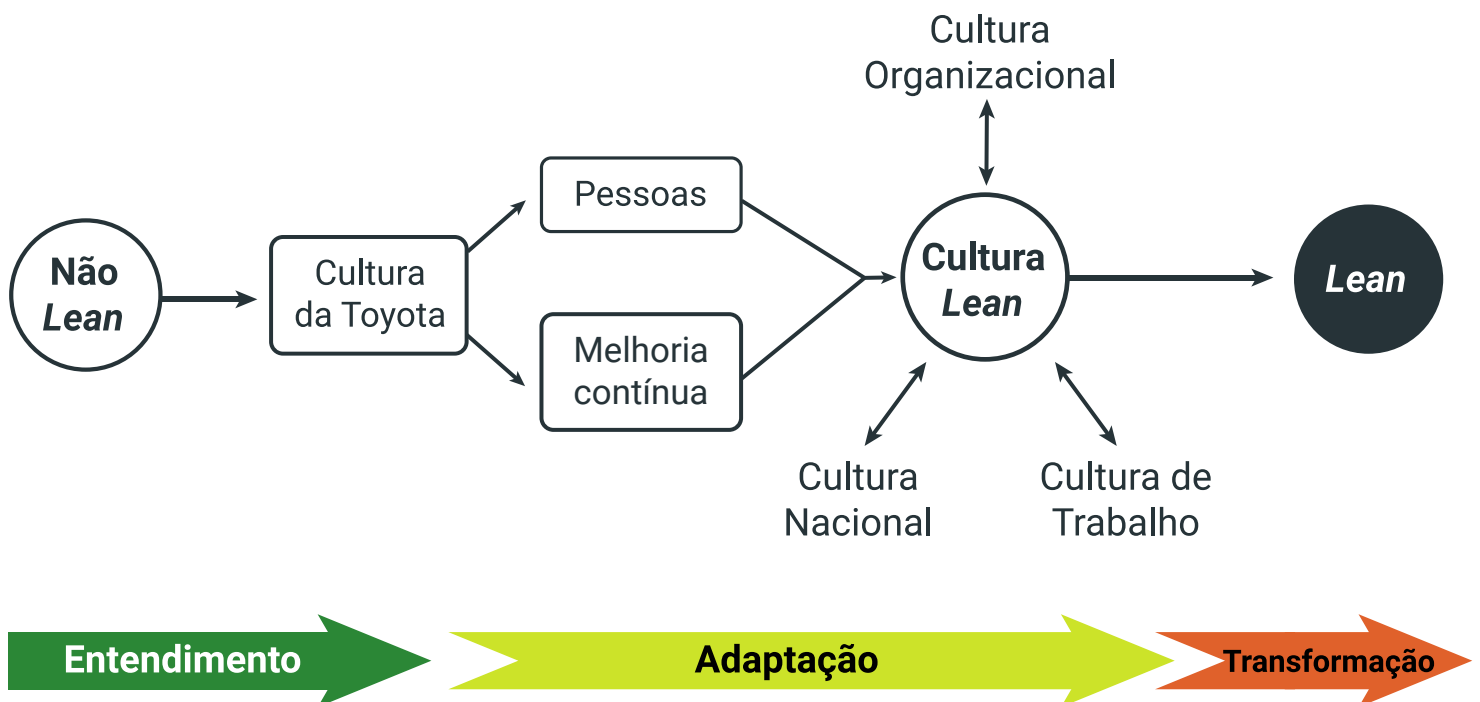 Não
Lean
Cultura
da Toyota
Pessoas
Melhoria
contínua
Cultura
Organizacional
Cultura
Lean
Cultura
Nacional
Cultura de
Trabalho
Lean
Entendimento
Adaptação
Transformação